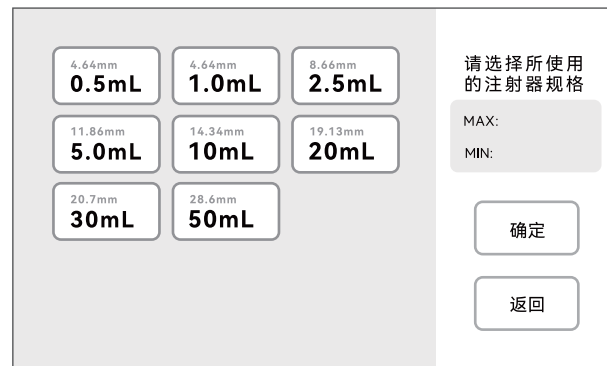 4.64mm
0.5mL
4.64mm
1.0mL
8.66mm
2.5mL
11.86mm
5.0mL
14.34mm
10mL
19.13mm
20mL
20.7mm
30mL
28.6mm
50mL
请选择所使用
的注射器规格
MAX:
MIN:
确定
返回